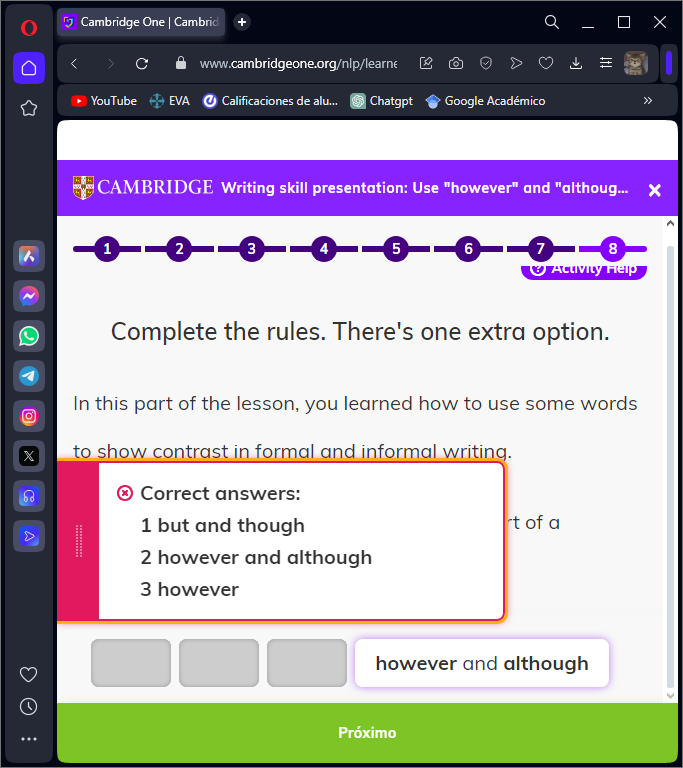 Cambridge One | Cambrid
www.cambridgeone.org/nlp/learne
YouTube EVA Calificaciones de alu... Chatgpt Google Académico »
CAMBRIDGE Writing skill presentation: Use "however" and "althoug... ×
1 2 3 4 5 6 7 8
Activity Help
Complete the rules. There's one extra option.
In this part of the lesson, you learned how to use some words
to show contrast in formal and informal writing.
Correct answers:
rt of a
1 but and though
2 however and although
3 however
however and although
Próximo